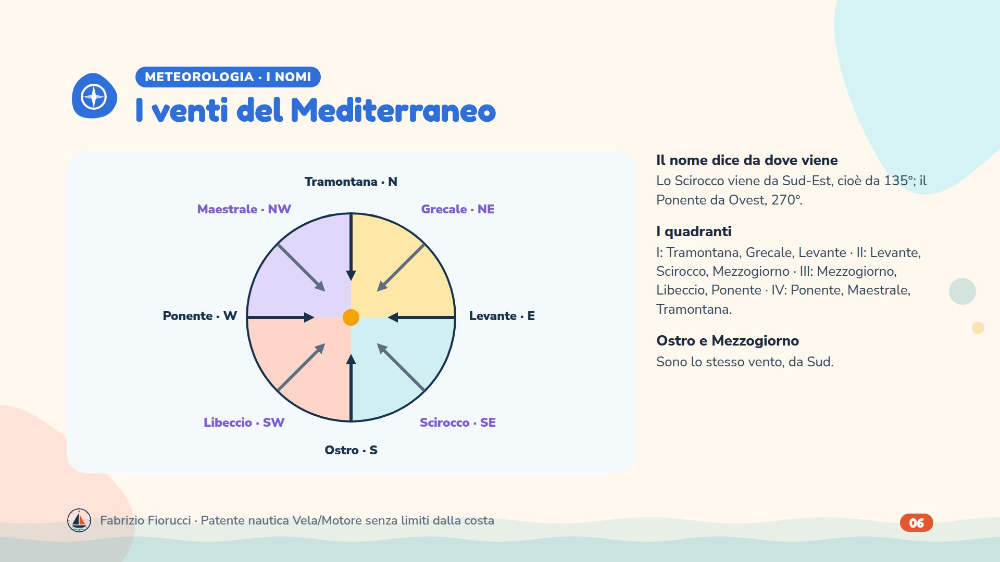 METEOROLOGIA · I NOMI
I venti del Mediterraneo
Tramontana · N
Maestrale · NW
Grecale · NE
Ponente · W
Levante · E
Libeccio · SW
Scirocco · SE
Ostro · S
Il nome dice da dove viene
Lo Scirocco viene da Sud-Est, cioè da 135°; il
Ponente da Ovest, 270°.
I quadranti
I: Tramontana, Grecale, Levante · II: Levante,
Scirocco, Mezzogiorno · III: Mezzogiorno,
Libeccio, Ponente · IV: Ponente, Maestrale,
Tramontana.
Ostro e Mezzogiorno
Sono lo stesso vento, da Sud.
Fabrizio Fiorucci · Patente nautica Vela/Motore senza limiti dalla costa
06